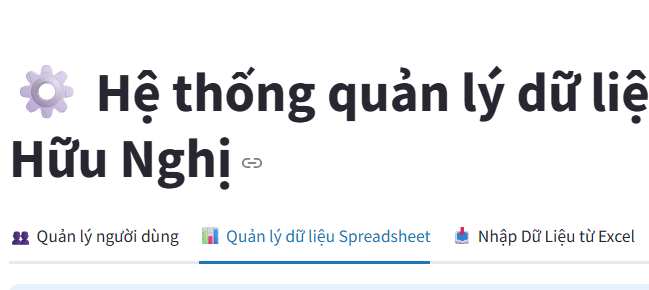 Hệ thống quản lý dữ liệ
Hữu Nghị
Quản lý người dùng Quản lý dữ liệu Spreadsheet Nhập Dữ Liệu từ Excel